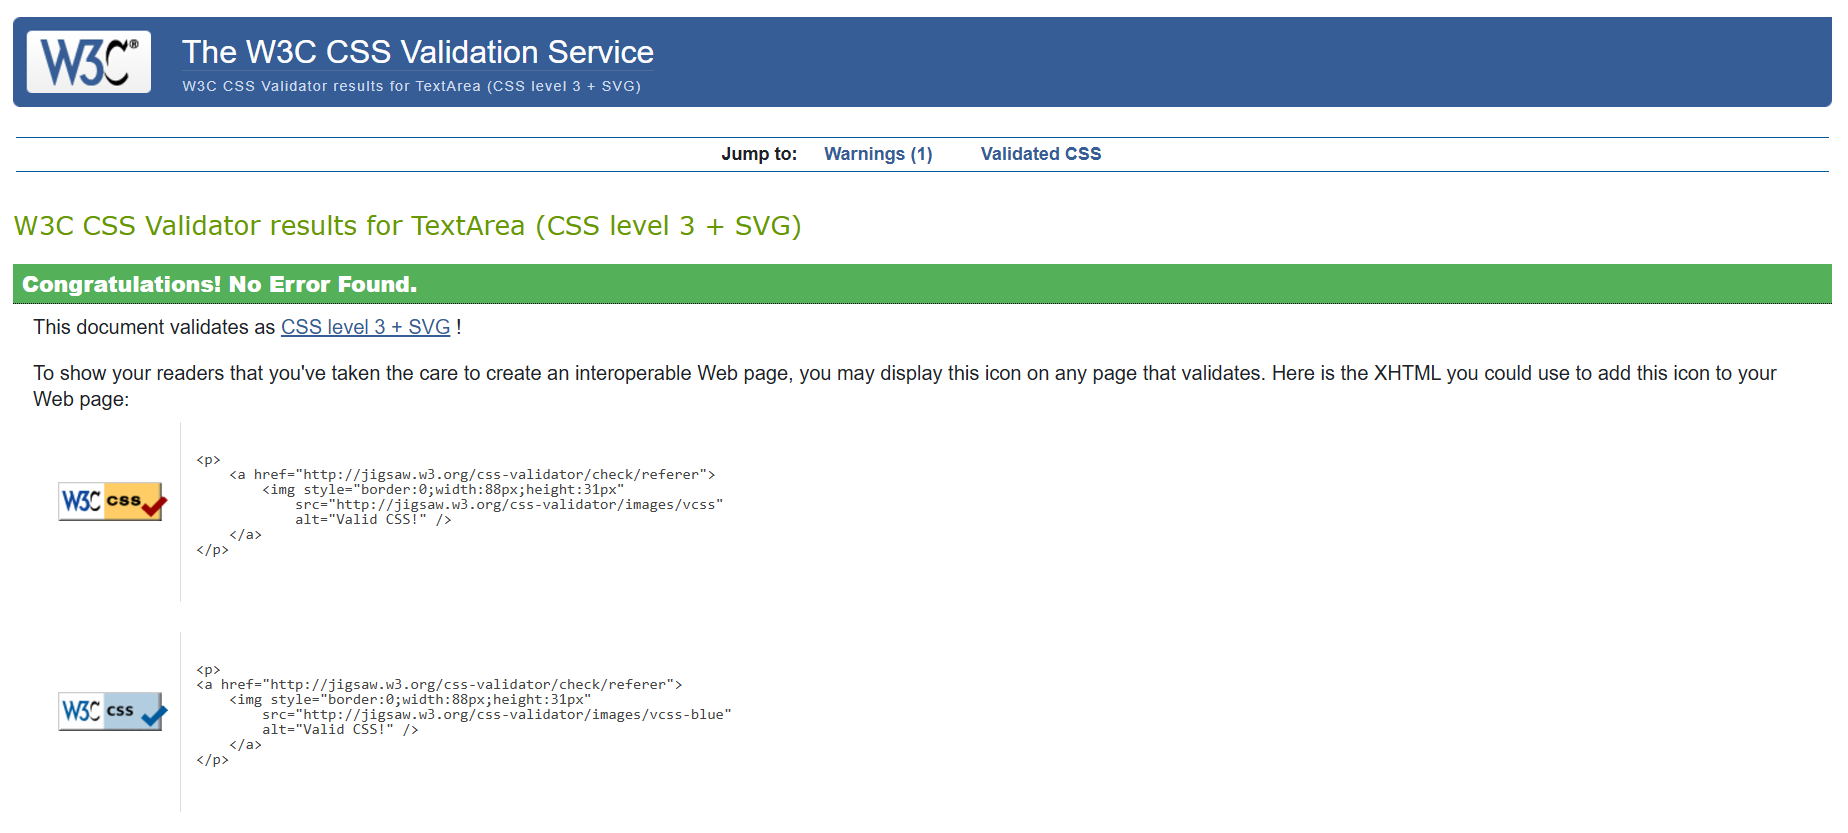 W3C®
The W3C CSS Validation Service
W3C CSS Validator results for TextArea (CSS level 3 + SVG)
Jump to: Warnings (1) Validated CSS
W3C CSS Validator results for TextArea (CSS level 3 + SVG)
Congratulations! No Error Found.
This document validates as CSS level 3 + SVG !
To show your readers that you've taken the care to create an interoperable Web page, you may display this icon on any page that validates. Here is the XHTML you could use to add this icon to your
Web page:
W3C css
<p>
    <a href="http://jigsaw.w3.org/css-validator/check/referer">
        <img style="border:0;width:88px;height:31px"
            src="http://jigsaw.w3.org/css-validator/images/vcss"
            alt="Valid CSS!" />
    </a>
</p>
W3C css
<p>
<a href="http://jigsaw.w3.org/css-validator/check/referer">
    <img style="border:0;width:88px;height:31px"
        src="http://jigsaw.w3.org/css-validator/images/vcss-blue"
        alt="Valid CSS!" />
    </a>
</p>